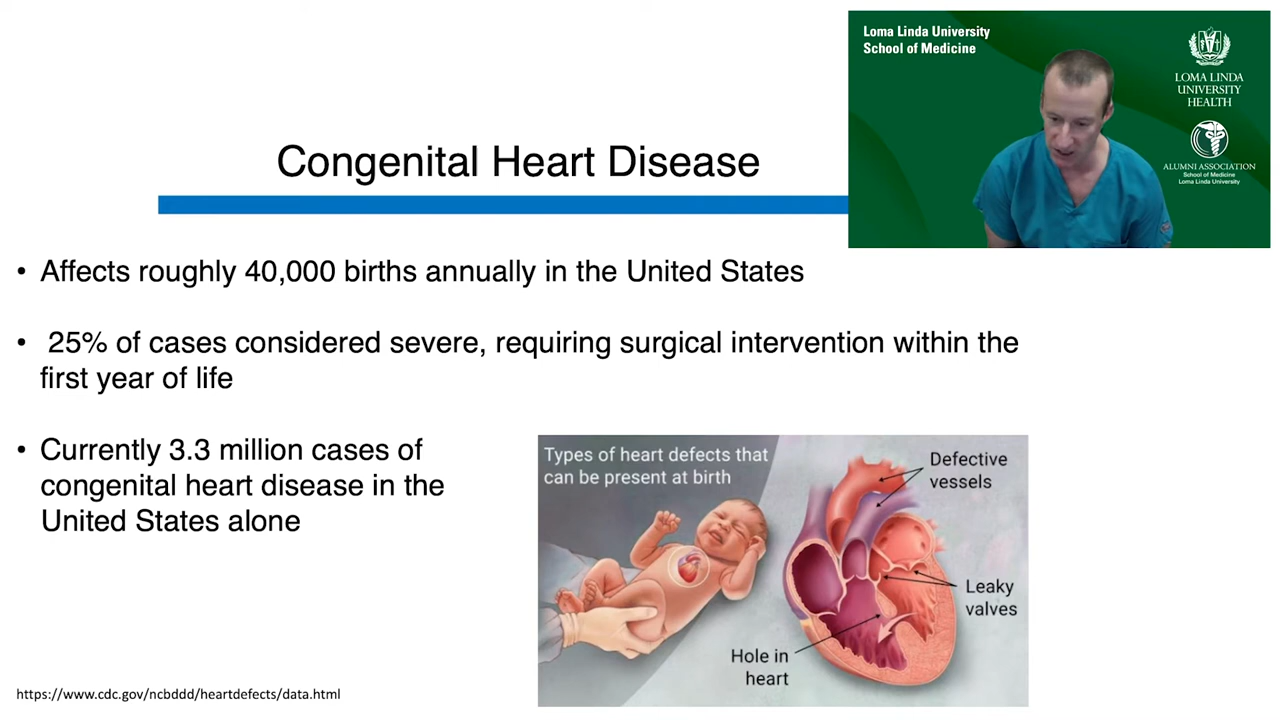 Loma Linda University
School of Medicine
LOMA LINDA
UNIVERSITY
HEALTH
ALUMNI ASSOCIATION
School of Medicine
Loma Linda University
Congenital Heart Disease
• Affects roughly 40,000 births annually in the United States
• 25% of cases considered severe, requiring surgical intervention within the
first year of life
• Currently 3.3 million cases of
congenital heart disease in the
United States alone
Types of heart defects that
can be present at birth
Defective
vessels
Leaky
valves
Hole in
heart
https://www.cdc.gov/ncbddd/heartdefects/data.html